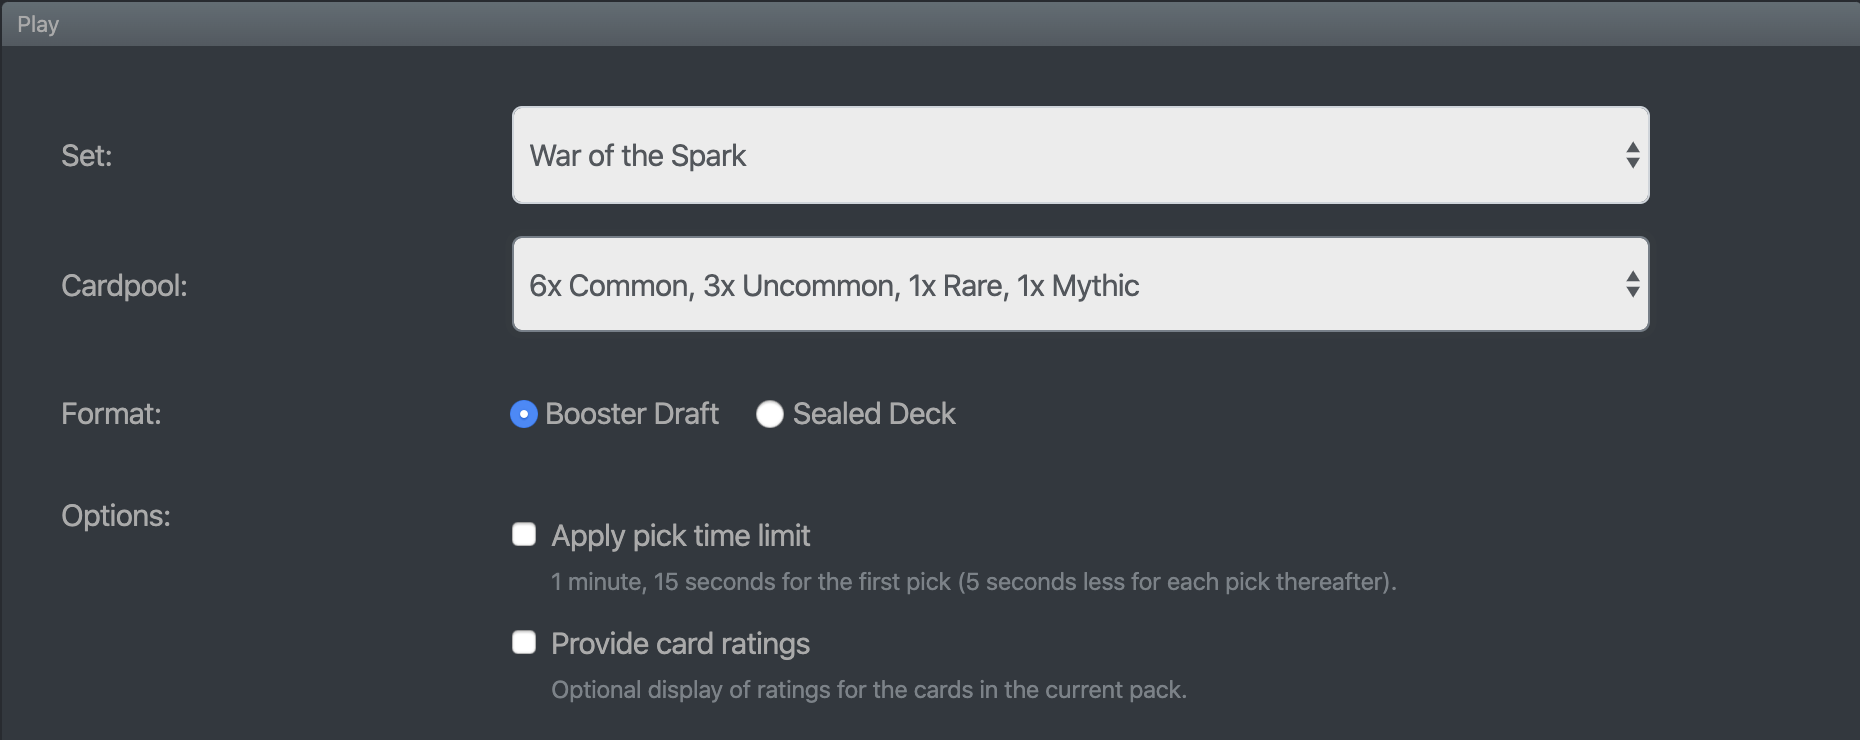 Play
Set:
War of the Spark
Cardpool:
6x Common, 3x Uncommon, 1x Rare, 1x Mythic
Format:
Booster Draft Sealed Deck
Options:
Apply pick time limit
1 minute, 15 seconds for the first pick (5 seconds less for each pick thereafter).
Provide card ratings
Optional display of ratings for the cards in the current pack.